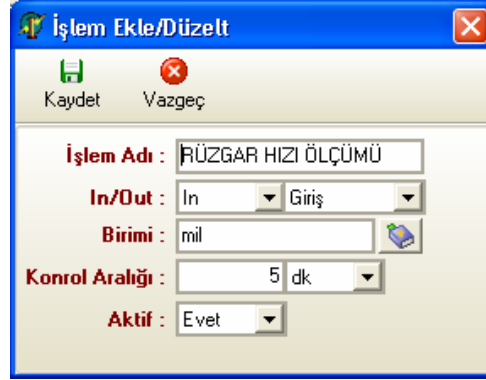 İşlem Ekle/Düzelt
Kaydet Vazgeç
İşlem Adı : RÜZGAR HIZI ÖLÇÜMÜ
In/Out : In Giriş
Birimi : mil
Konrol Aralığı : 5 dk
Aktif : Evet